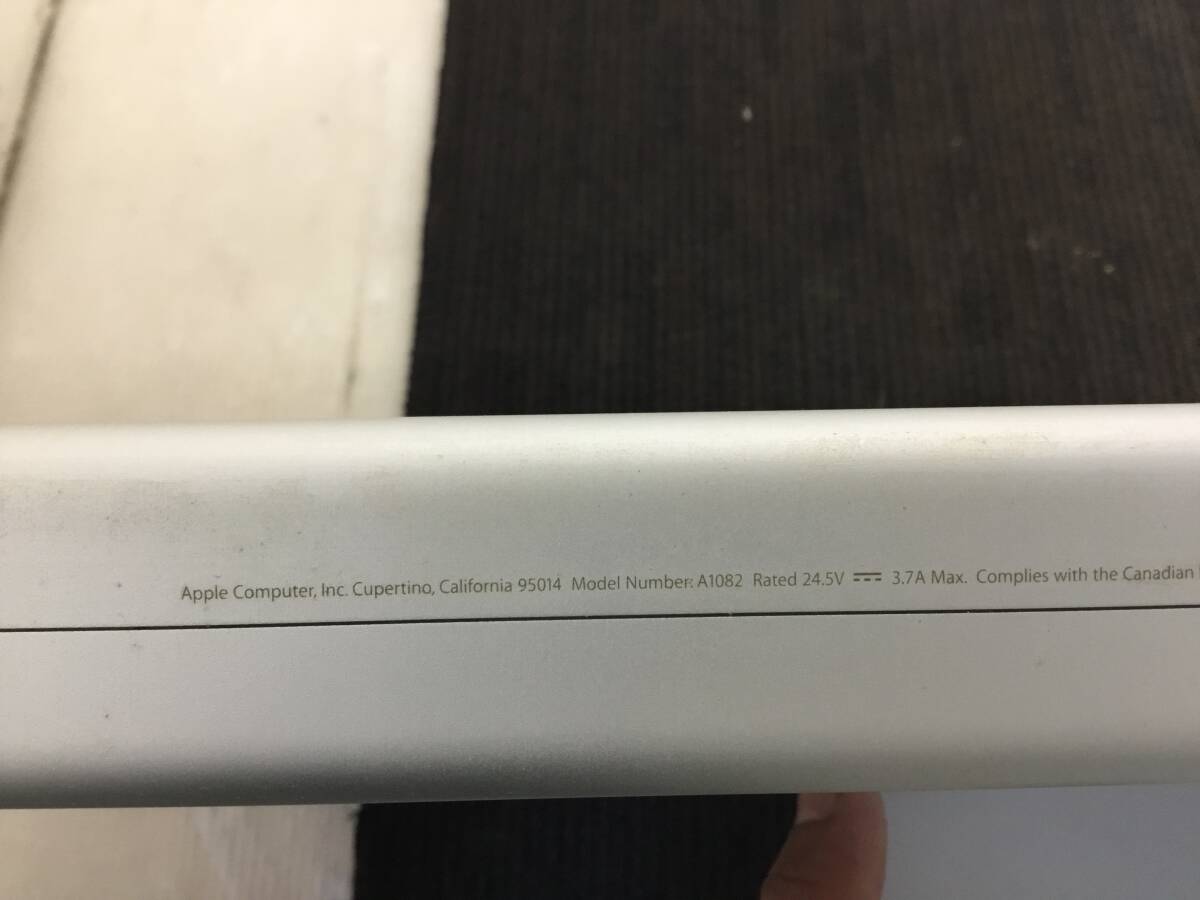 Apple Computer, Inc. Cupertino, California 95014 Model Number: A1082 Rated 24.5V ⎓ 3.7A Max. Complies with the Canadian